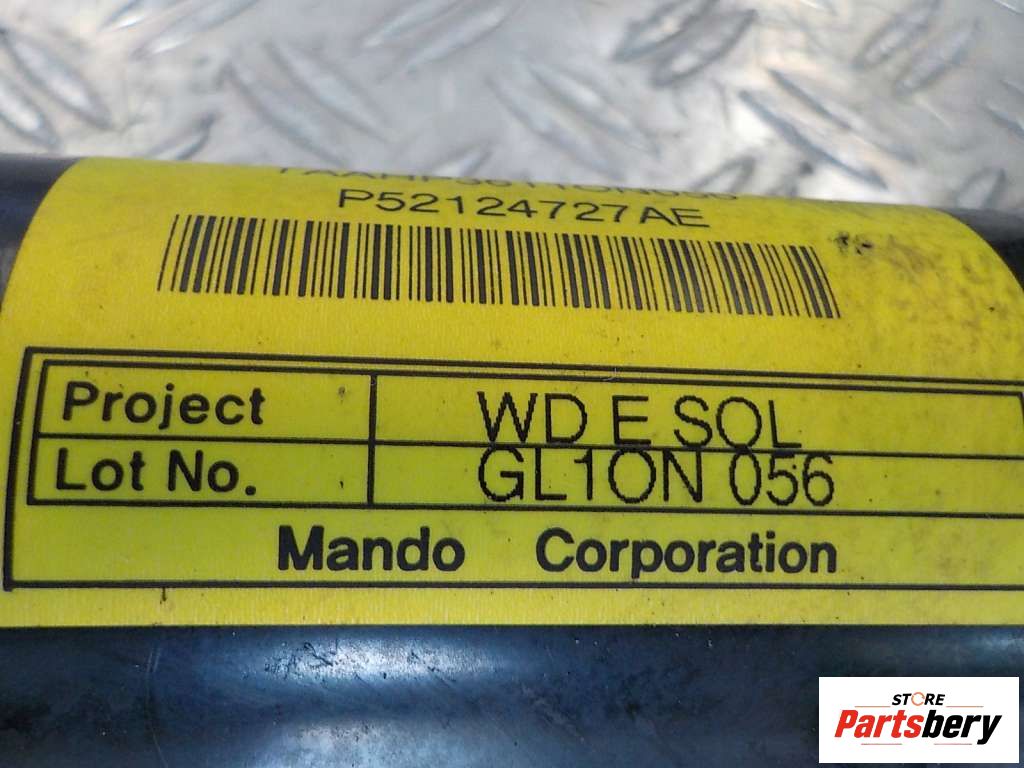 P52124727AE
Project WD E SOL
Lot No. GL1ON 056
Mando Corporation
STORE
Partsbery